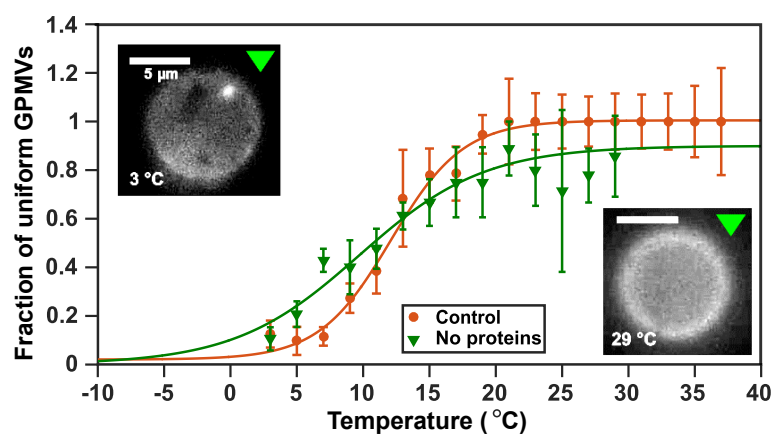 Fraction of uniform GPMVs
1.4
1.2
1
0.8
0.6
0.4
0.2
0
5 µm
3 °C
29 °C
Control
No proteins
-10 -5 0 5 10 15 20 25 30 35 40
Temperature (°C)